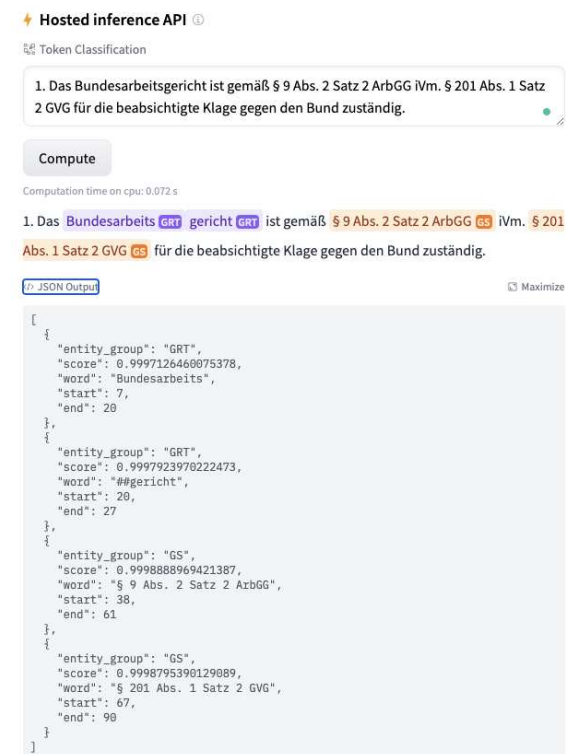 Hosted inference API
Token Classification
1. Das Bundesarbeitsgericht ist gemäß § 9 Abs. 2 Satz 2 ArbGG iVm. § 201 Abs. 1 Satz
2 GVG für die beabsichtigte Klage gegen den Bund zuständig.
Compute
Computation time on cpu: 0.072 s
1. Das Bundesarbeits GRT gericht GRT ist gemäß § 9 Abs. 2 Satz 2 ArbGG GS iVm. § 201
Abs. 1 Satz 2 GVG GS für die beabsichtigte Klage gegen den Bund zuständig.
</> JSON Output Maximize
[
  {
    "entity_group": "GRT",
    "score": 0.9997126460075378,
    "word": "Bundesarbeits",
    "start": 7,
    "end": 20
  },
  {
    "entity_group": "GRT",
    "score": 0.9997923970222473,
    "word": "##gericht",
    "start": 20,
    "end": 27
  },
  {
    "entity_group": "GS",
    "score": 0.9998888969421387,
    "word": "§ 9 Abs. 2 Satz 2 ArbGG",
    "start": 38,
    "end": 61
  },
  {
    "entity_group": "GS",
    "score": 0.9998795390129089,
    "word": "§ 201 Abs. 1 Satz 2 GVG",
    "start": 67,
    "end": 90
  }
]